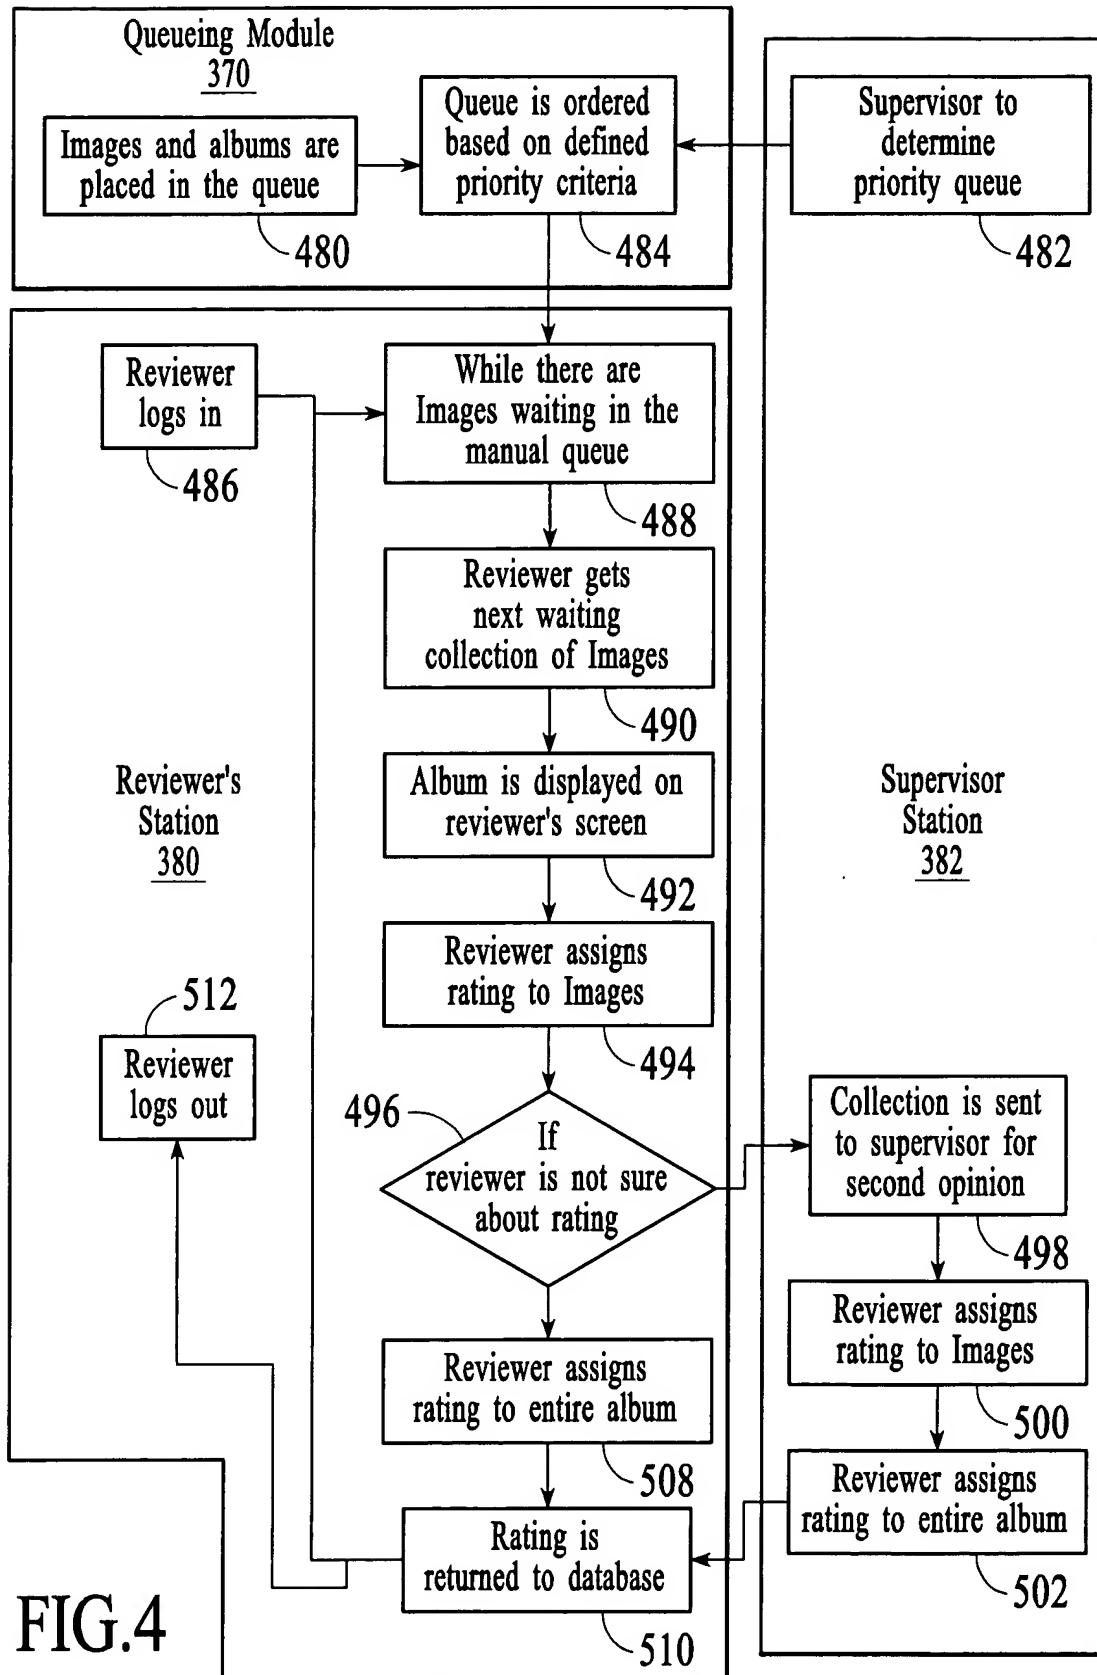 Queueing Module
370
Images and albums are
placed in the queue
480
Queue is ordered
based on defined
priority criteria
484
Supervisor to
determine
priority queue
482
Reviewer
logs in
486
While there are
Images waiting in the
manual queue
488
Reviewer gets
next waiting
collection of Images
490
Reviewer's
Station
380
Album is displayed on
reviewer's screen
492
Supervisor
Station
382
Reviewer assigns
rating to Images
494
512
Reviewer
logs out
496
If
reviewer is not sure
about rating
Collection is sent
to supervisor for
second opinion
498
Reviewer assigns
rating to Images
500
Reviewer assigns
rating to entire album
508
Reviewer assigns
rating to entire album
502
Rating is
returned to database
510
FIG.4